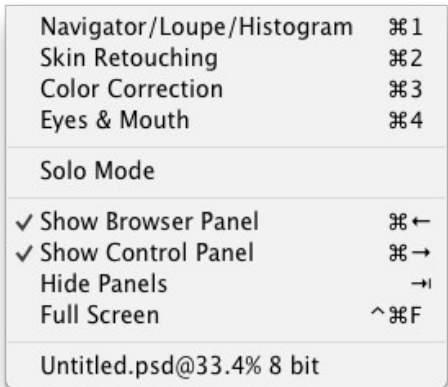 Navigator/Loupe/Histogram ⌘1
Skin Retouching ⌘2
Color Correction ⌘3
Eyes & Mouth ⌘4
Solo Mode
✓ Show Browser Panel ⌘←
✓ Show Control Panel ⌘→
Hide Panels ⇥
Full Screen ^⌘F
Untitled.psd@33.4% 8 bit